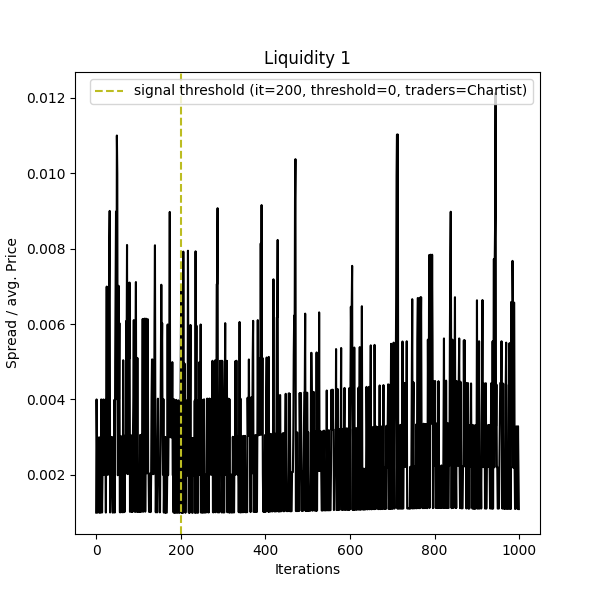 Liquidity 1
signal threshold (it=200, threshold=0, traders=Chartist)
0.012
0.010
0.008
0.006
0.004
0.002
Spread / avg. Price
0 200 400 600 800 1000
Iterations